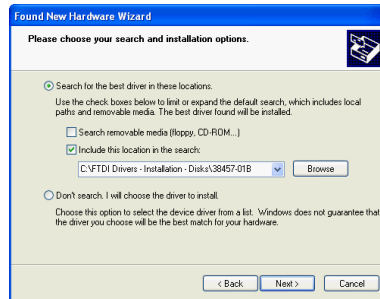 Found New Hardware Wizard
Please choose your search and installation options.
Search for the best driver in these locations.
Use the check boxes below to limit or expand the default search, which includes local
paths and removable media. The best driver found will be installed.
Search removable media (floppy, CD-ROM...)
Include this location in the search:
C:\FTDI Drivers - Installation - Disks\38457-01B
Browse
Don't search. I will choose the driver to install.
Choose this option to select the device driver from a list. Windows does not guarantee that
the driver you choose will be the best match for your hardware.
< Back
Next >
Cancel